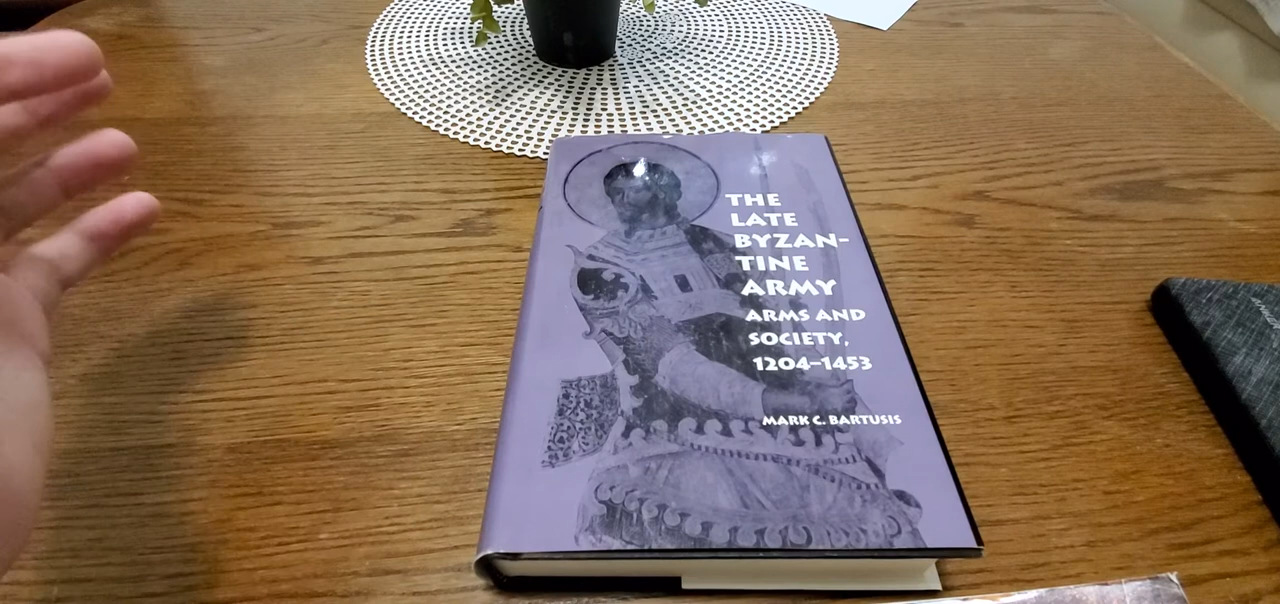 THE
LATE
BYZAN-
TINE
ARMY
ARMS AND
SOCIETY,
1204–1453
MARK C. BARTUSIS